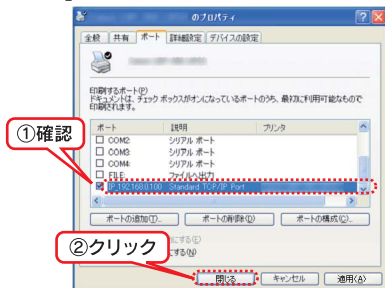 のプロパティ
全般 共有 ポート 詳細設定 デバイスの設定
印刷するポート(P)
ドキュメントは、チェック ボックスがオンになっているポートのうち、最初に利用可能なもので
印刷されます。
ポート 説明 プリンタ
COM2: シリアル ポート
COM3: シリアル ポート
COM4: シリアル ポート
FILE: ファイルへ出力
IP_192.168.0.100 Standard TCP/IP Port
①確認
ポートの追加(T)... ポートの削除(D) ポートの構成(C)...
にする(E)
②クリック
にする(N)
閉じる キャンセル 適用(A)